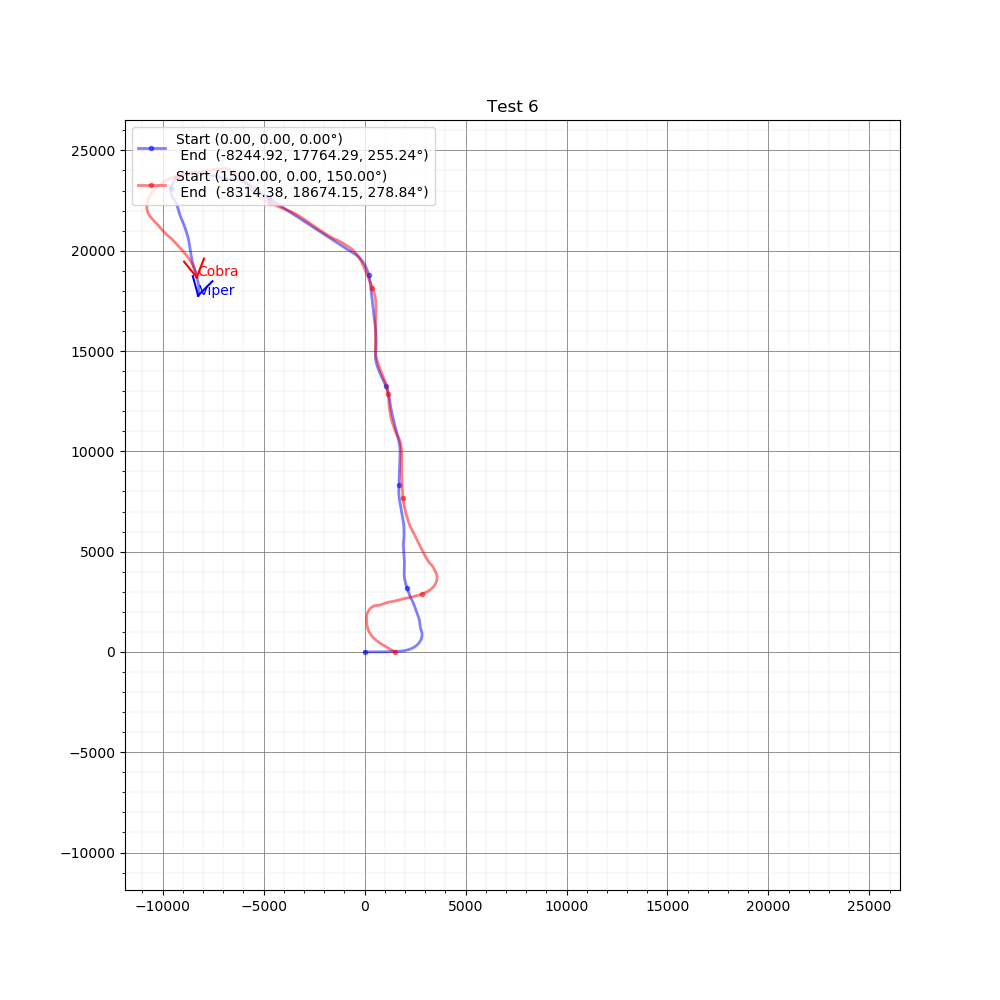 Test 6
Start (0.00, 0.00, 0.00°)
End (-8244.92, 17764.29, 255.24°)
Start (1500.00, 0.00, 150.00°)
End (-8314.38, 18674.15, 278.84°)
25000
20000
15000
10000
5000
0
−5000
−10000
Cobra
Viper
−10000 −5000 0 5000 10000 15000 20000 25000